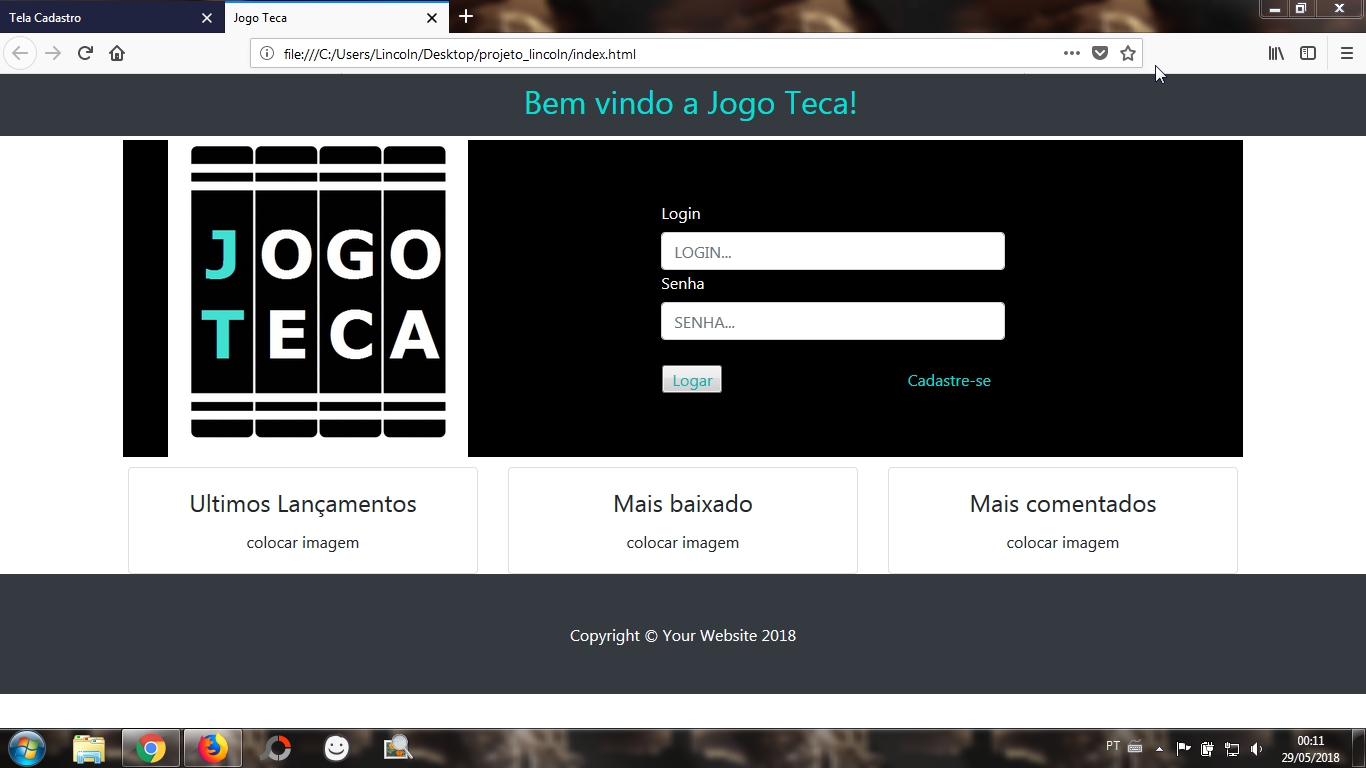 Tela Cadastro
Jogo Teca
file:///C:/Users/Lincoln/Desktop/projeto_lincoln/index.html
Bem vindo a Jogo Teca!
JOGO
TECA
Login
LOGIN...
Senha
SENHA...
Logar
Cadastre-se
Ultimos Lançamentos
colocar imagem
Mais baixado
colocar imagem
Mais comentados
colocar imagem
Copyright © Your Website 2018
PT
00:11
29/05/2018